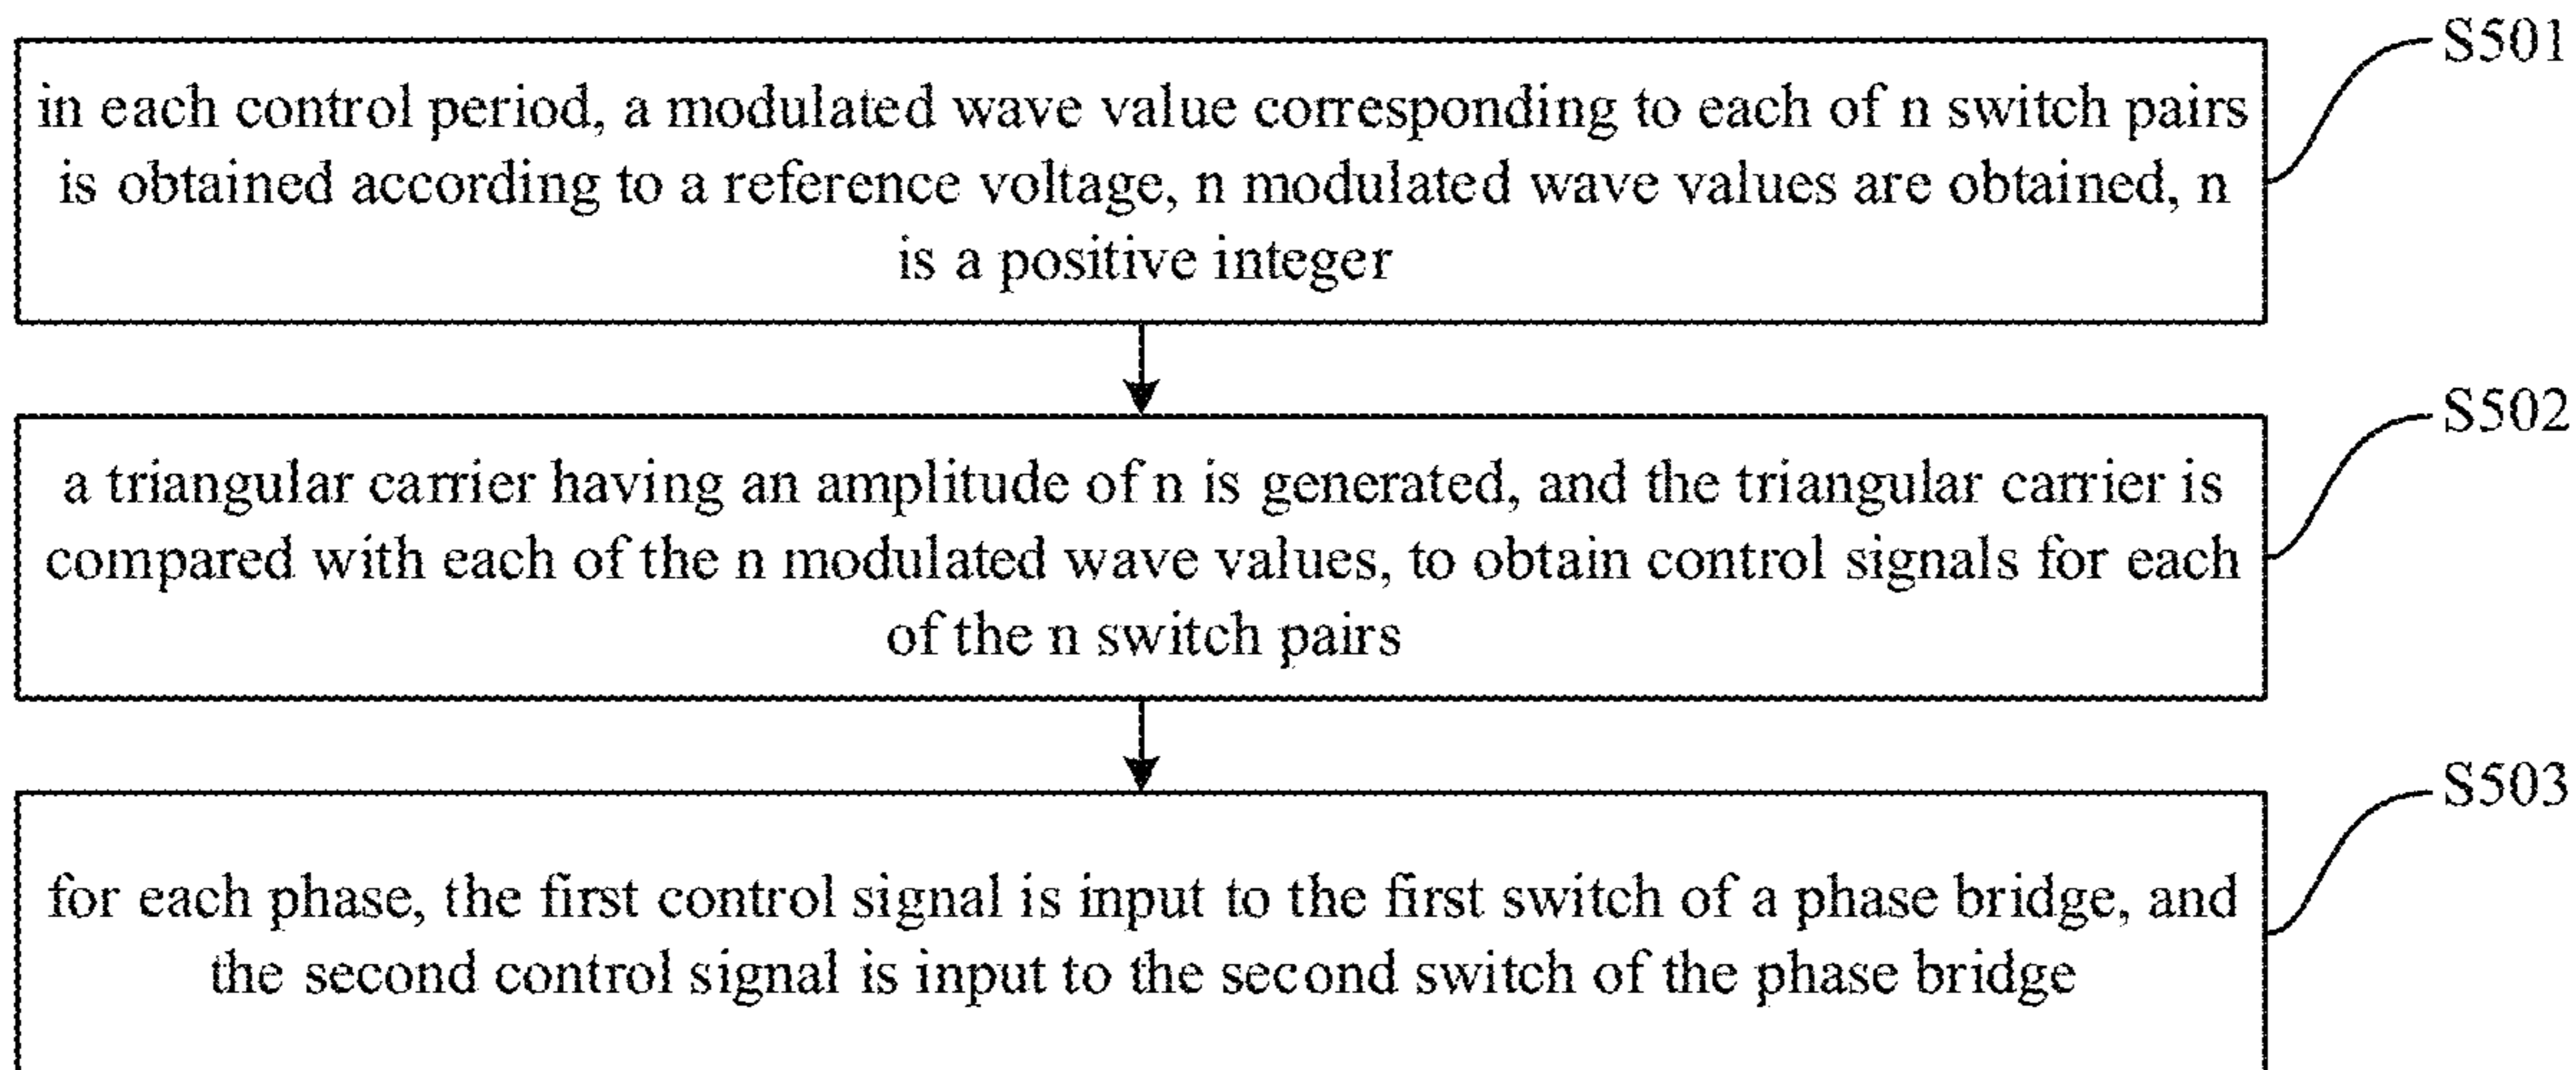 S501
in each control period, a modulated wave value corresponding to each of n switch pairs
is obtained according to a reference voltage, n modulated wave values are obtained, n
is a positive integer
S502
a triangular carrier having an amplitude of n is generated, and the triangular carrier is
compared with each of the n modulated wave values, to obtain control signals for each
of the n switch pairs
S503
for each phase, the first control signal is input to the first switch of a phase bridge, and
the second control signal is input to the second switch of the phase bridge